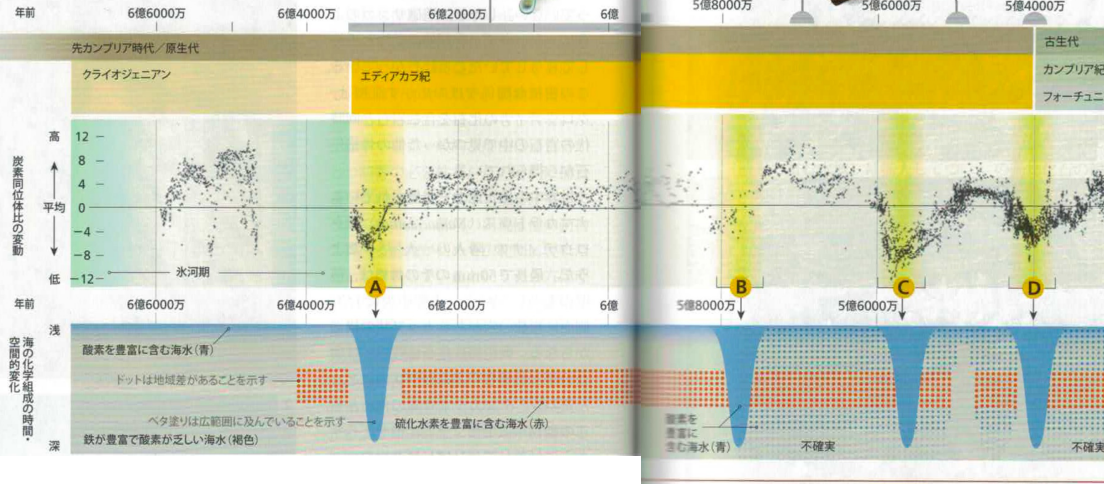 年前
6億6000万
6億4000万
6億2000万
6億
5億8000万
5億6000万
5億4000万
先カンブリア時代／原生代
古生代
クライオジェニアン
エディアカラ紀
カンブリア紀
フォーチュニ
炭素同位体比の変動
高
平均
低
12
8
4
0
−4
−8
−12
氷河期
A
B
C
D
年前
6億6000万
6億4000万
6億2000万
6億
5億8000万
5億6000万
5億4000万
海の化学組成の時間・
空間的変化
浅
深
酸素を豊富に含む海水（青）
ドットは地域差があることを示す
ベタ塗りは広範囲に及んでいることを示す
鉄が豊富で酸素が乏しい海水（褐色）
硫化水素を豊富に含む海水（赤）
酸素を
豊富に
含む海水（青）
不確実
不確実